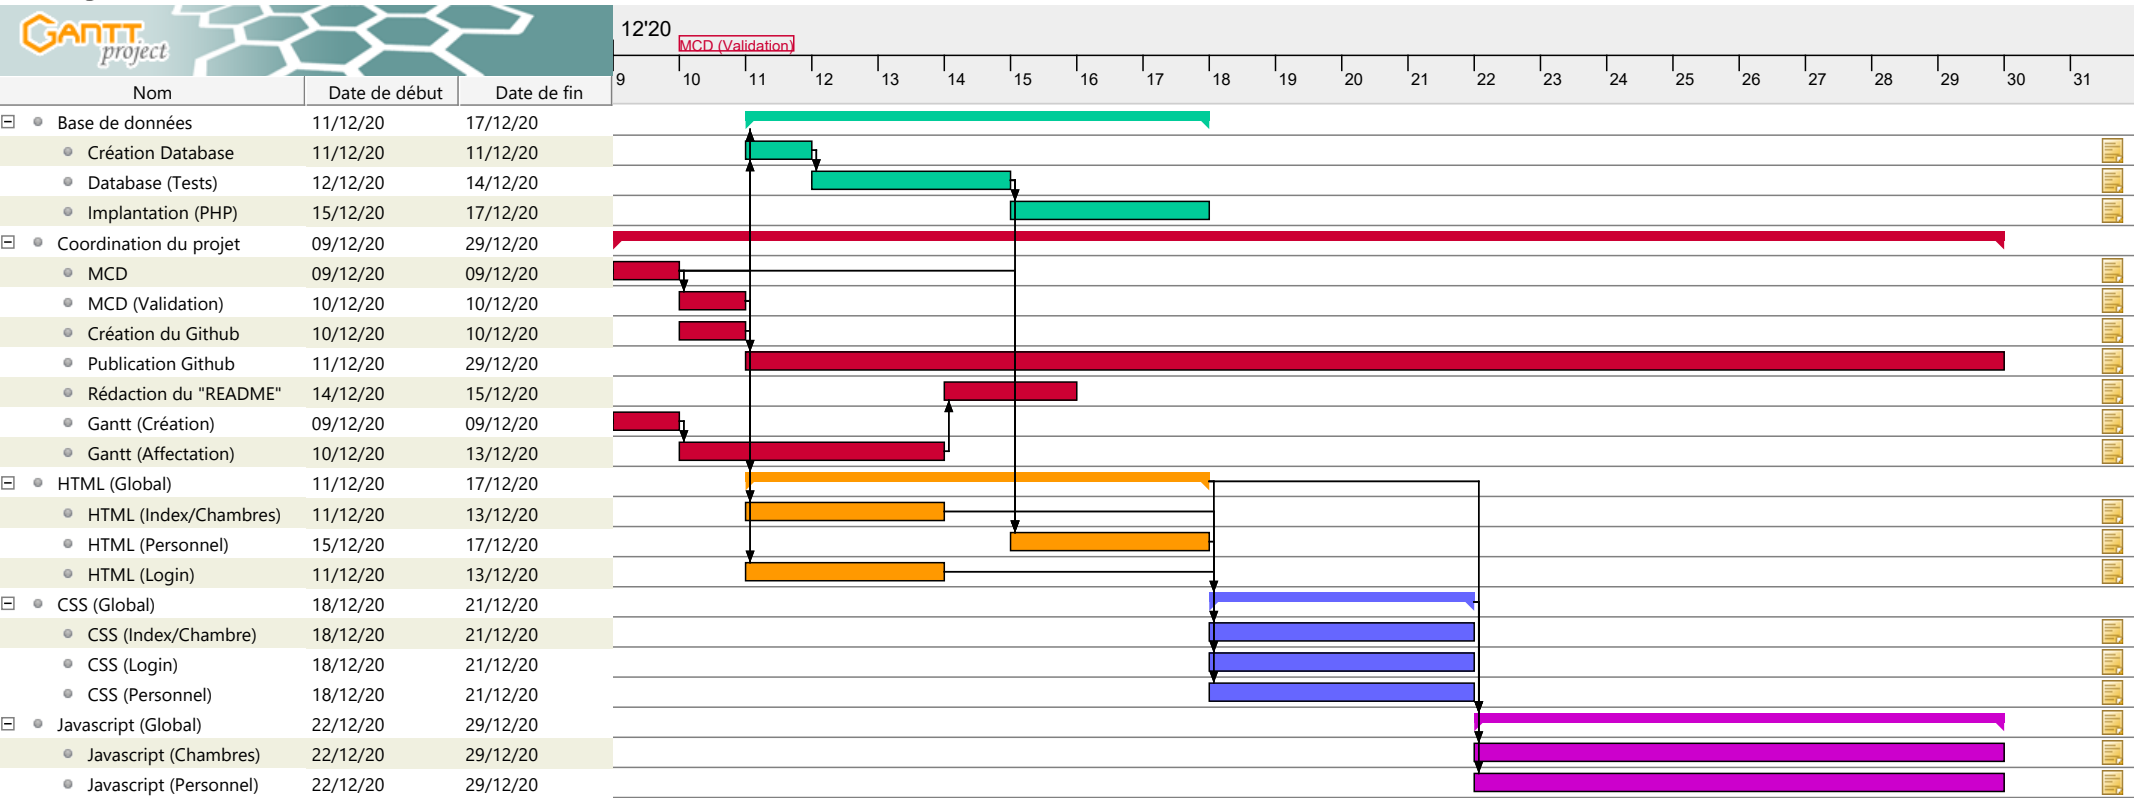 GANTT
project
12'20
MCD (Validation)
9 10 11 12 13 14 15 16 17 18 19 20 21 22 23 24 25 26 27 28 29 30 31
Nom Date de début Date de fin
Base de données 11/12/20 17/12/20
Création Database 11/12/20 11/12/20
Database (Tests) 12/12/20 14/12/20
Implantation (PHP) 15/12/20 17/12/20
Coordination du projet 09/12/20 29/12/20
MCD 09/12/20 09/12/20
MCD (Validation) 10/12/20 10/12/20
Création du Github 10/12/20 10/12/20
Publication Github 11/12/20 29/12/20
Rédaction du "README" 14/12/20 15/12/20
Gantt (Création) 09/12/20 09/12/20
Gantt (Affectation) 10/12/20 13/12/20
HTML (Global) 11/12/20 17/12/20
HTML (Index/Chambres) 11/12/20 13/12/20
HTML (Personnel) 15/12/20 17/12/20
HTML (Login) 11/12/20 13/12/20
CSS (Global) 18/12/20 21/12/20
CSS (Index/Chambre) 18/12/20 21/12/20
CSS (Login) 18/12/20 21/12/20
CSS (Personnel) 18/12/20 21/12/20
Javascript (Global) 22/12/20 29/12/20
Javascript (Chambres) 22/12/20 29/12/20
Javascript (Personnel) 22/12/20 29/12/20